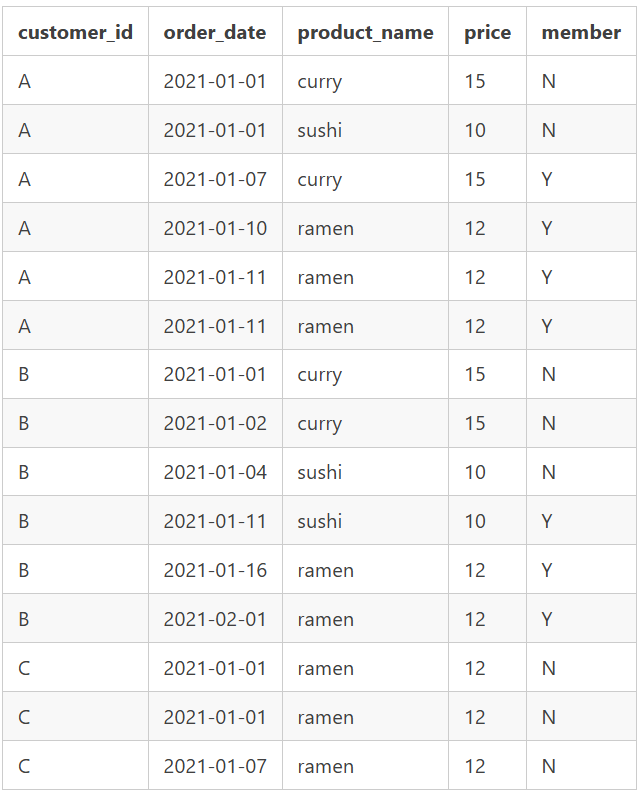 customer_id order_date product_name price member
A 2021-01-01 curry 15 N
A 2021-01-01 sushi 10 N
A 2021-01-07 curry 15 Y
A 2021-01-10 ramen 12 Y
A 2021-01-11 ramen 12 Y
A 2021-01-11 ramen 12 Y
B 2021-01-01 curry 15 N
B 2021-01-02 curry 15 N
B 2021-01-04 sushi 10 N
B 2021-01-11 sushi 10 Y
B 2021-01-16 ramen 12 Y
B 2021-02-01 ramen 12 Y
C 2021-01-01 ramen 12 N
C 2021-01-01 ramen 12 N
C 2021-01-07 ramen 12 N